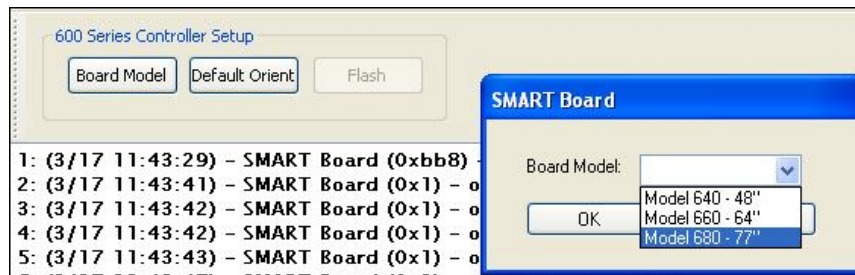 600 Series Controller Setup
Board Model Default Orient Flash
SMART Board
1: (3/17 11:43:29) - SMART Board (0xbb8) -
2: (3/17 11:43:41) - SMART Board (0x1) - o
3: (3/17 11:43:42) - SMART Board (0x1) - o
4: (3/17 11:43:42) - SMART Board (0x1) - o
5: (3/17 11:43:43) - SMART Board (0x1) - o
Board Model:
Model 640 - 48"
Model 660 - 64"
Model 680 - 77"
OK